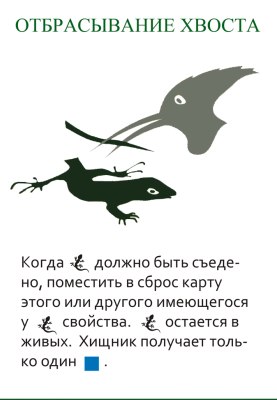 ОТБРАСЫВАНИЕ ХВОСТА
Когда должно быть съеде-
но, поместить в сброс карту
этого или другого имеющегося
у свойства. остается в
живых. Хищник получает толь-
ко один .